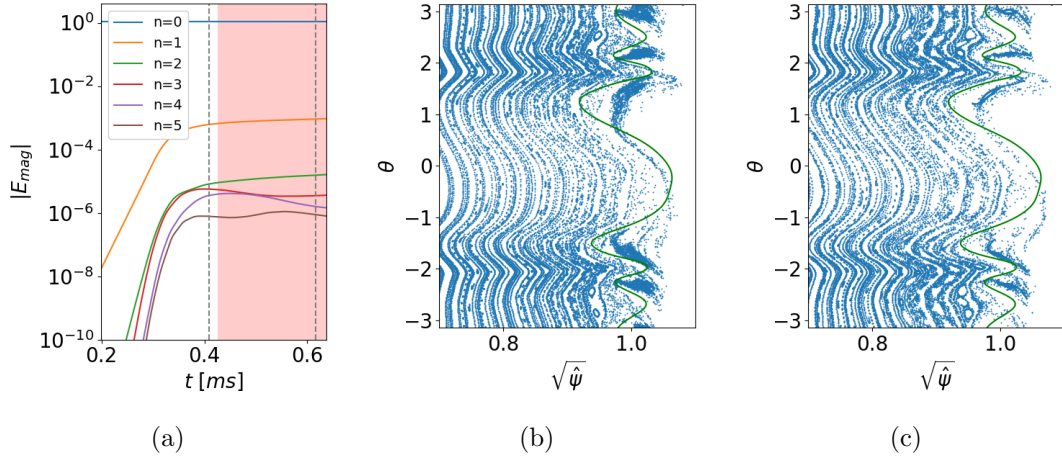 10^0
10^{-2}
10^{-4}
10^{-6}
10^{-8}
10^{-10}
|E_{mag}|
n=0
n=1
n=2
n=3
n=4
n=5
0.2 0.4 0.6
t [ms]
(a)
3
2
1
0
−1
−2
−3
θ
0.8 1.0
√ψ̂
(b)
3
2
1
0
−1
−2
−3
θ
0.8 1.0
√ψ̂
(c)